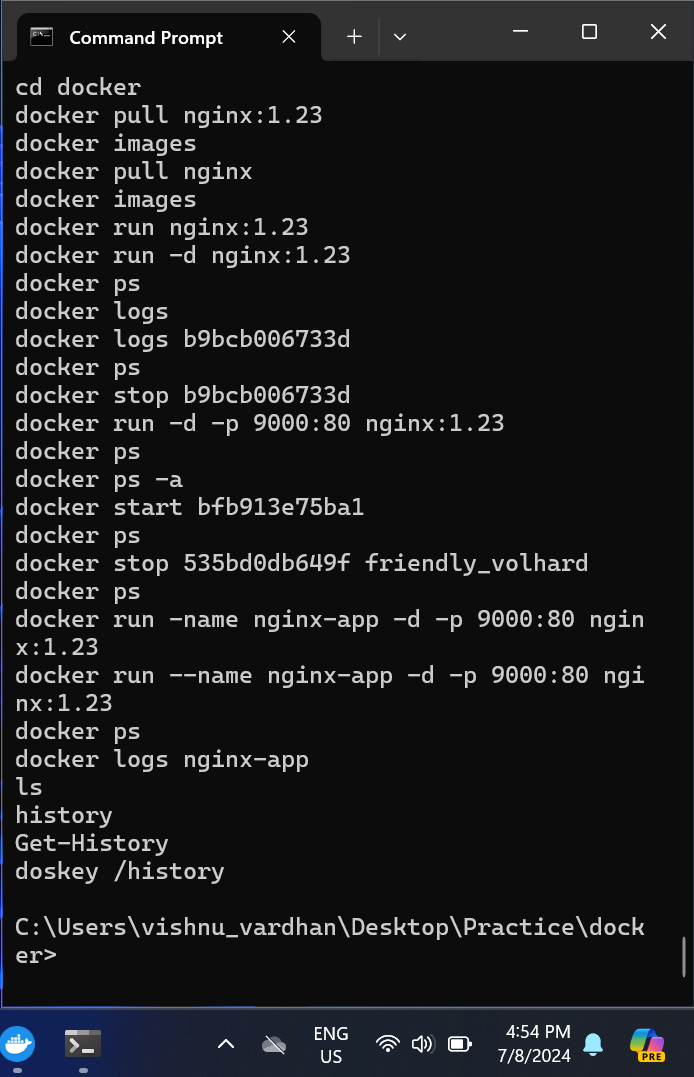 Command Prompt
cd docker
docker pull nginx:1.23
docker images
docker pull nginx
docker images
docker run nginx:1.23
docker run -d nginx:1.23
docker ps
docker logs
docker logs b9bcb006733d
docker ps
docker stop b9bcb006733d
docker run -d -p 9000:80 nginx:1.23
docker ps
docker ps -a
docker start bfb913e75ba1
docker ps
docker stop 535bd0db649f friendly_volhard
docker ps
docker run -name nginx-app -d -p 9000:80 ngin
x:1.23
docker run --name nginx-app -d -p 9000:80 ngi
nx:1.23
docker ps
docker logs nginx-app
ls
history
Get-History
doskey /history
C:\Users\vishnu_vardhan\Desktop\Practice\dock
er>
ENG
US
4:54 PM
7/8/2024
PRE